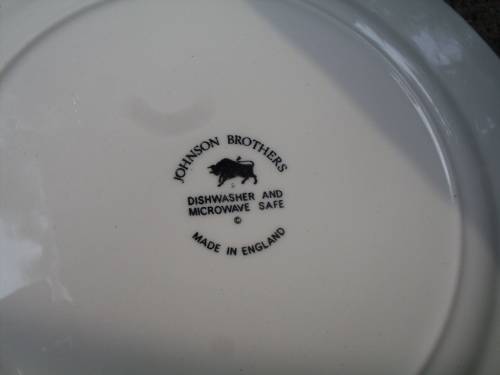 JOHNSON BROTHERS
DISHWASHER AND
MICROWAVE SAFE
©
MADE IN ENGLAND